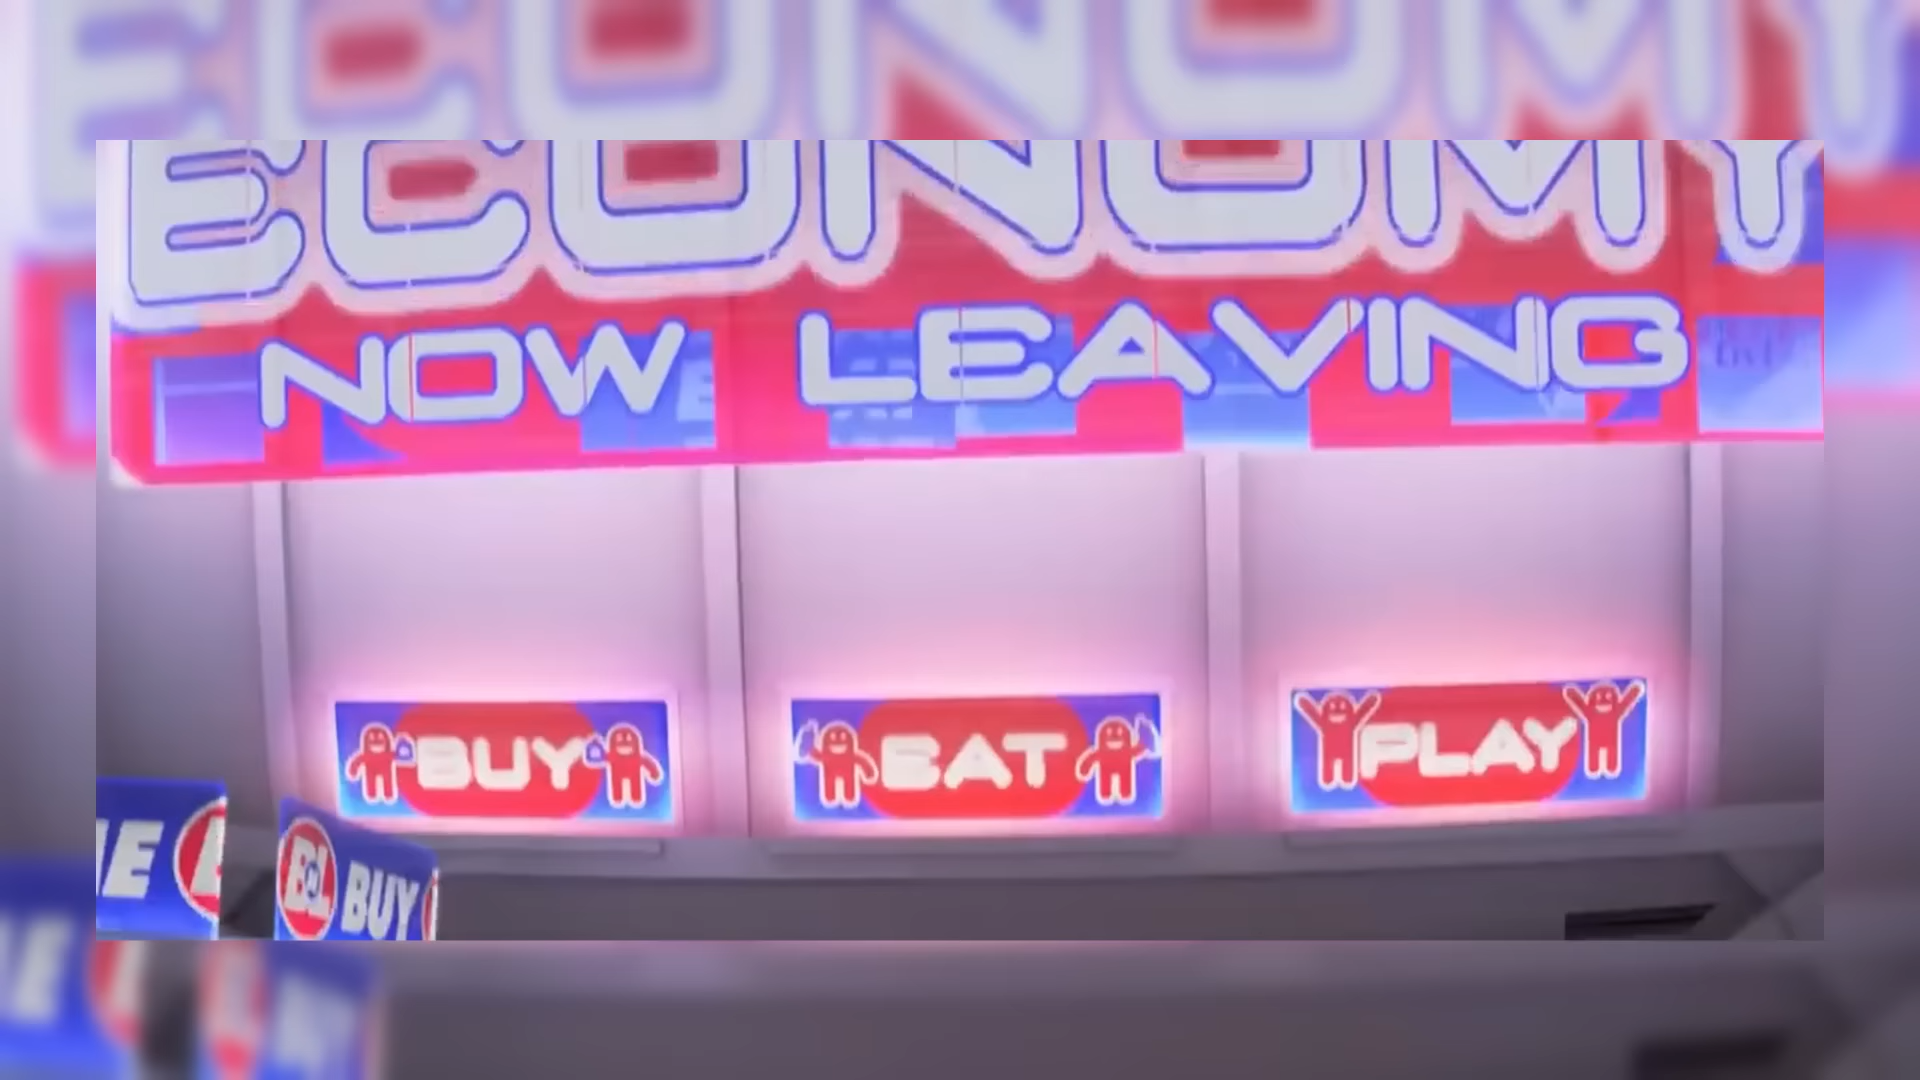 ECONOMY
NOW LEAVING
BUY
EAT
PLAY
BL BUY